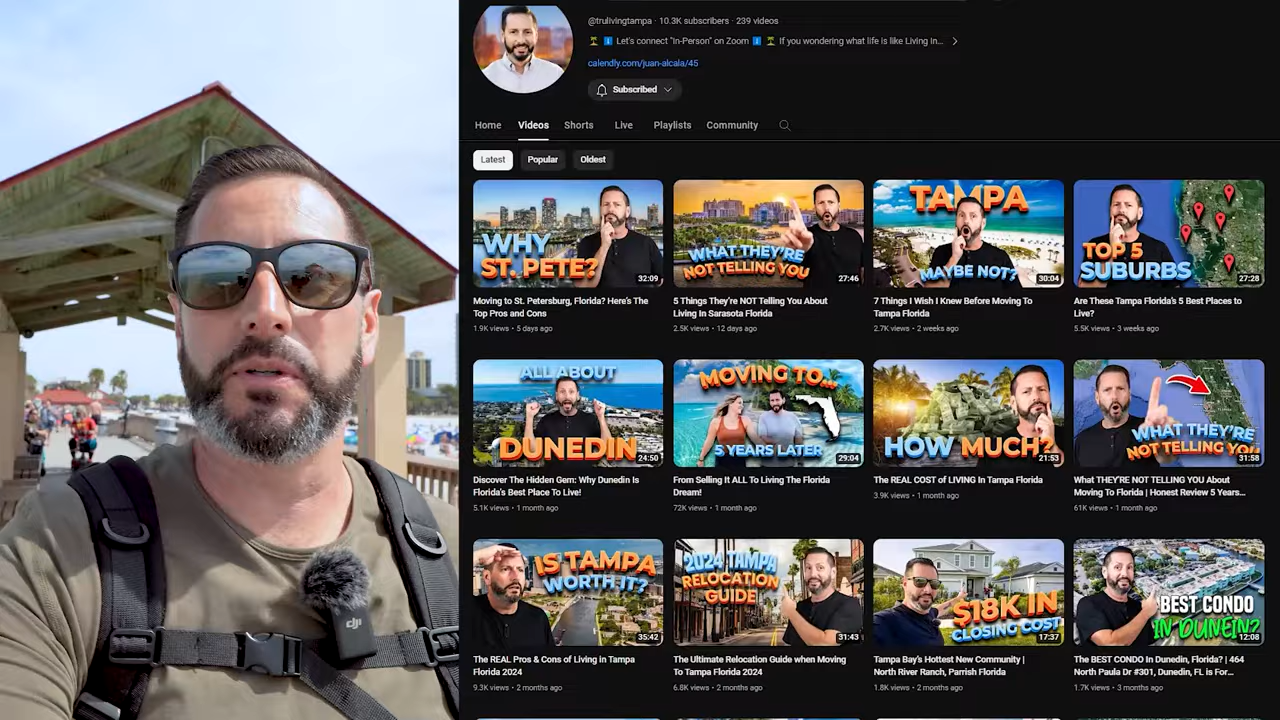 @trulivingtampa · 10.3K subscribers · 239 videos
Let's connect "In-Person" on Zoom
If you wondering what life is like Living In...
calendly.com/juan-alcala/45
Subscribed
Home
Videos
Shorts
Live
Playlists
Community
Latest
Popular
Oldest
WHY
ST. PETE?
32:09
WHAT THEY'RE
NOT TELLING YOU
27:46
TAMPA
MAYBE NOT?
30:04
TOP 5
SUBURBS
27:28
Moving to St. Petersburg, Florida? Here's The
Top Pros and Cons
1.9K views • 5 days ago
5 Things They're NOT Telling You About
Living In Sarasota Florida
2.5K views • 12 days ago
7 Things I Wish I Knew Before Moving To
Tampa Florida
2.7K views • 2 weeks ago
Are These Tampa Florida's 5 Best Places to
Live?
5.5K views • 3 weeks ago
ALL ABOUT
DUNEDIN
24:50
MOVING TO...
5 YEARS LATER
29:04
HOW MUCH?
21:53
WHAT THEY'RE
NOT TELLING YOU
31:58
Discover The Hidden Gem: Why Dunedin Is
Florida's Best Place To Live!
5.1K views • 1 month ago
From Selling It ALL To Living The Florida
Dream!
72K views • 1 month ago
The REAL COST of LIVING In Tampa Florida
3.9K views • 1 month ago
What THEY'RE NOT TELLING YOU About
Moving To Florida | Honest Review 5 Years...
61K views • 1 month ago
IS TAMPA
WORTH IT?
35:42
2024 TAMPA
RELOCATION
GUIDE
31:43
$18K IN
CLOSING COST
17:37
BEST CONDO
IN DUNEDIN?
12:08
The REAL Pros & Cons of Living in Tampa
Florida 2024
9.3K views • 2 months ago
The Ultimate Relocation Guide when Moving
To Tampa Florida 2024
6.8K views • 2 months ago
Tampa Bay's Hottest New Community |
North River Ranch, Parrish Florida
1.8K views • 2 months ago
The BEST CONDO In Dunedin, Florida? | 464
North Paula Dr #301, Dunedin, FL is For...
1.7K views • 3 months ago
dji